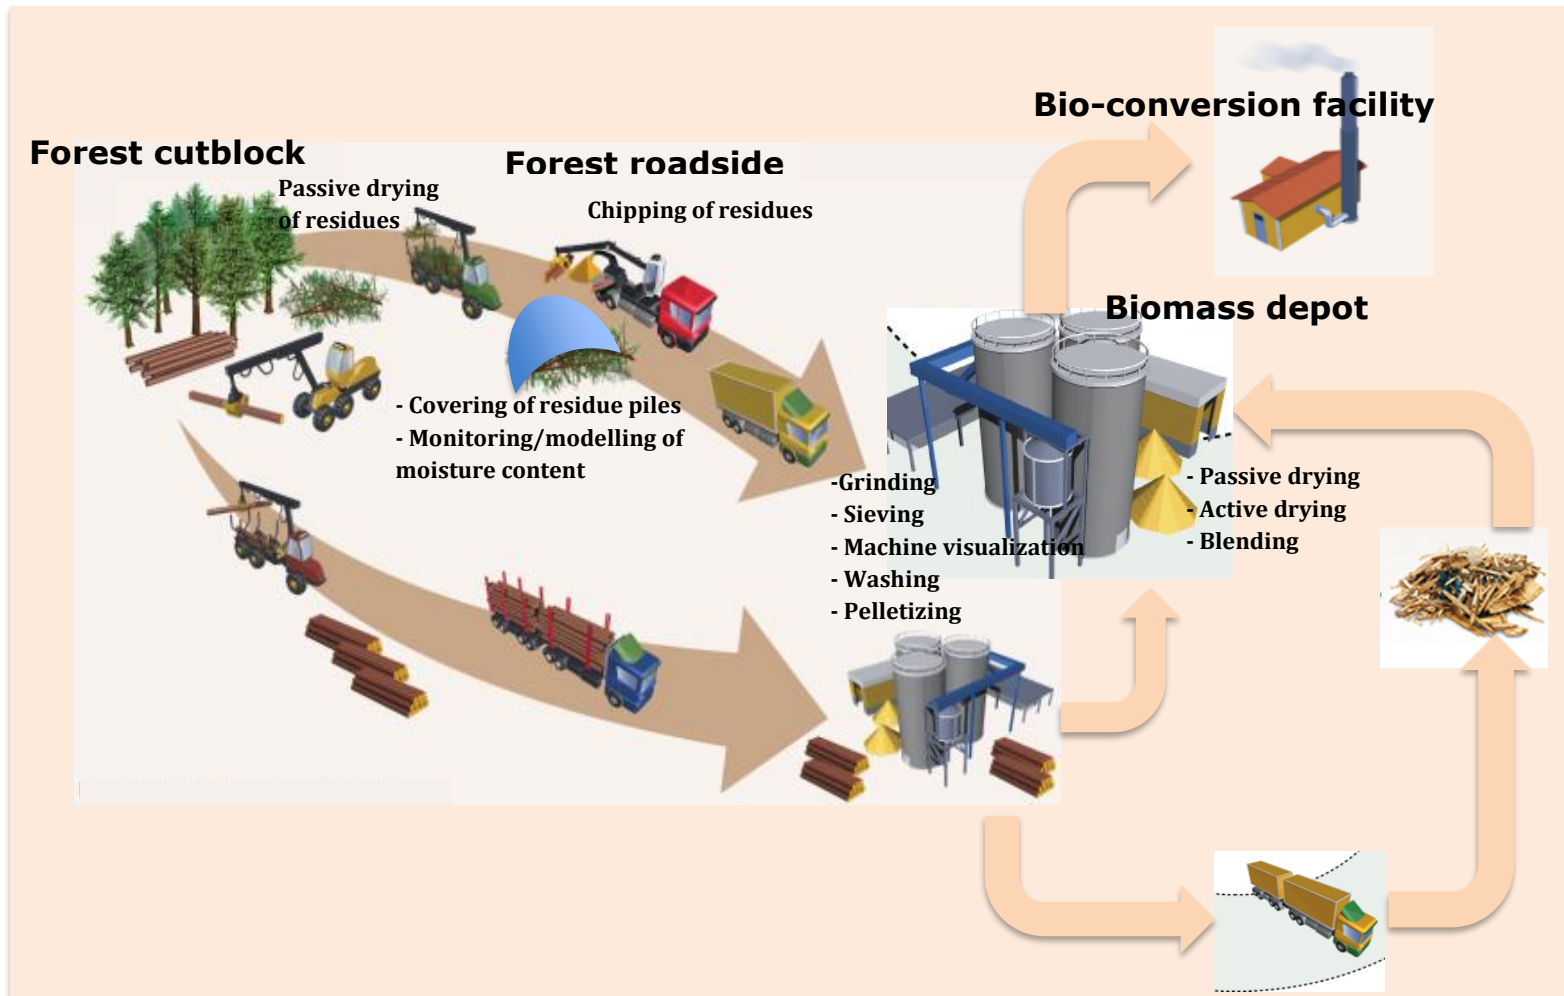 Bio-conversion facility
Forest cutblock
Forest roadside
Passive drying
of residues
Chipping of residues
Biomass depot
- Covering of residue piles
- Monitoring/modelling of
moisture content
-Grinding
- Sieving
- Machine visualization
- Washing
- Pelletizing
- Passive drying
- Active drying
- Blending